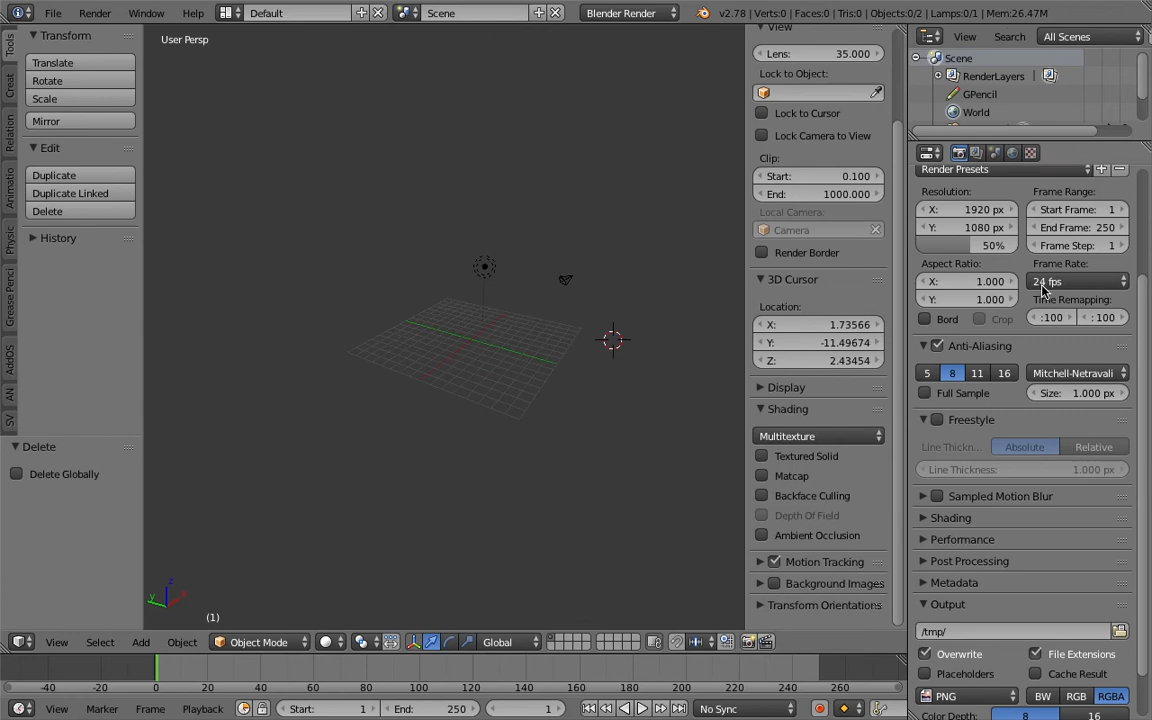 File Render Window Help Default Scene Blender Render v2.78 | Verts:0 | Faces:0 | Tris:0 | Objects:0/2 | Lamps:0/1 | Mem:26.47M
View Search All Scenes
Scene
RenderLayers
GPencil
World
Tools
Creat
Relation
Animatio
Physic
Grease Penci
AddOS
AN
SV
Transform
Translate
Rotate
Scale
Mirror
Edit
Duplicate
Duplicate Linked
Delete
History
Delete
Delete Globally
User Persp
(1)
z
y
View
Lens: 35.000
Lock to Object:
Lock to Cursor
Lock Camera to View
Clip:
Start: 0.100
End: 1000.000
Local Camera:
Camera
Render Border
3D Cursor
Location:
X: 1.73566
Y: -11.49674
Z: 2.43454
Display
Shading
Multitexture
Textured Solid
Matcap
Backface Culling
Depth Of Field
Ambient Occlusion
Motion Tracking
Background Images
Transform Orientations
Render Presets
Resolution: Frame Range:
X: 1920 px Start Frame: 1
Y: 1080 px End Frame: 250
50% Frame Step: 1
Aspect Ratio: Frame Rate:
X: 1.000 24 fps
Y: 1.000 Time Remapping:
Bord Crop :100 : 100
Anti-Aliasing
5 8 11 16 Mitchell-Netravali
Full Sample Size: 1.000 px
Freestyle
Line Thickn... Absolute Relative
Line Thickness: 1.000 px
Sampled Motion Blur
Shading
Performance
Post Processing
Metadata
Output
/tmp/
Overwrite File Extensions
Placeholders Cache Result
PNG BW RGB RGBA
Color Depth: 8 16
View Select Add Object Object Mode Global
-40 -20 0 20 40 60 80 100 120 140 160 180 200 220 240 260
View Marker Frame Playback Start: 1 End: 250 1 No Sync